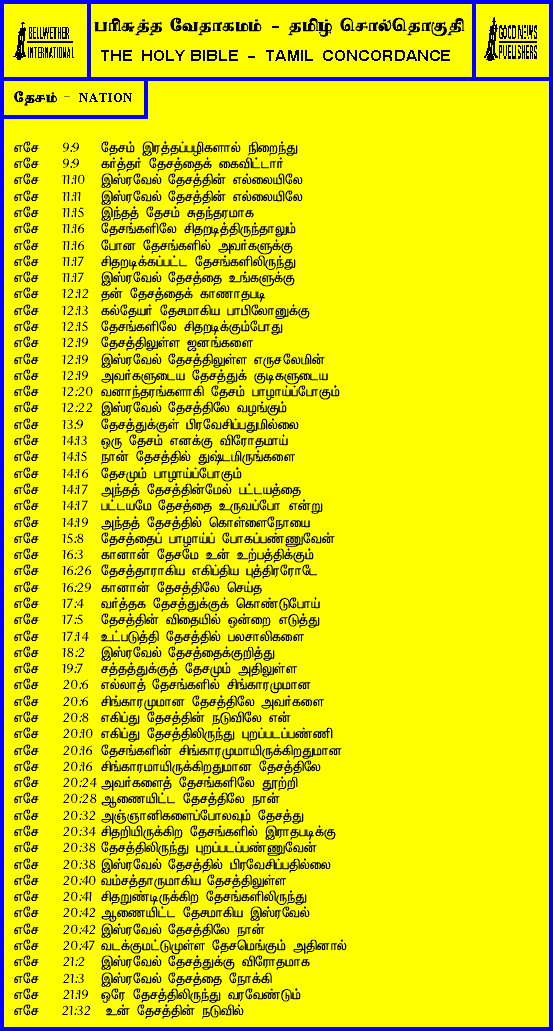 BELLWETHER
INTERNATIONAL
பரிசுத்த வேதாகமம் - தமிழ் சொல்தொகுதி
THE HOLY BIBLE - TAMIL CONCORDANCE
GOOD NEWS
PUBLISHERS
தேசம் - NATION
எசே 9:9 தேசம் இரத்தப்பழிகளால் நிறைந்து
எசே 9:9 கர்த்தர் தேசத்தைக் கைவிட்டார்
எசே 11:10 இஸ்ரவேல் தேசத்தின் எல்லையிலே
எசே 11:11 இஸ்ரவேல் தேசத்தின் எல்லையிலே
எசே 11:15 இந்தத் தேசம் சுதந்தரமாக
எசே 11:16 தேசங்களிலே சிதறடித்திருந்தாலும்
எசே 11:16 போன தேசங்களில் அவர்களுக்கு
எசே 11:17 சிதறடிக்கப்பட்ட தேசங்களிலிருந்து
எசே 11:17 இஸ்ரவேல் தேசத்தை உங்களுக்கு
எசே 12:12 தன் தேசத்தைக் காணாதபடி
எசே 12:13 கல்தேயர் தேசமாகிய பாபிலோனுக்கு
எசே 12:15 தேசங்களிலே சிதறடிக்கும்போது
எசே 12:19 தேசத்திலுள்ள ஜனங்களை
எசே 12:19 இஸ்ரவேல் தேசத்திலுள்ள எருசலேமின்
எசே 12:19 அவர்களுடைய தேசத்துக் குடிகளுடைய
எசே 12:20 வனாந்தரங்களாகி தேசம் பாழாய்ப்போகும்
எசே 12:22 இஸ்ரவேல் தேசத்திலே வழங்கும்
எசே 13:9 தேசத்துக்குள் பிரவேசிப்பதுமில்லை
எசே 14:13 ஒரு தேசம் எனக்கு விரோதமாய்
எசே 14:15 நான் தேசத்தில் துஷ்டமிருங்களை
எசே 14:16 தேசமும் பாழாய்ப்போகும்
எசே 14:17 அந்தத் தேசத்தின்மேல் பட்டயத்தை
எசே 14:17 பட்டயமே தேசத்தை உருவப்போ என்று
எசே 14:19 அந்தத் தேசத்தில் கொள்ளைநோயை
எசே 15:8 தேசத்தைப் பாழாய்ப் போகப்பண்ணுவேன்
எசே 16:3 கானான் தேசமே உன் உற்பத்திக்கும்
எசே 16:26 தேசத்தாராகிய எகிப்திய புத்திரரோடே
எசே 16:29 கானான் தேசத்திலே செய்த
எசே 17:4 வர்த்தக தேசத்துக்குக் கொண்டுபோய்
எசே 17:5 தேசத்தின் விதையில் ஒன்றை எடுத்து
எசே 17:14 உட்படுத்தி தேசத்தில் பலசாலிகளை
எசே 18:2 இஸ்ரவேல் தேசத்தைக்குறித்து
எசே 19:7 சத்தத்துக்குத் தேசமும் அதிலுள்ள
எசே 20:6 எல்லாத் தேசங்களில் சிங்காரமுமான
எசே 20:6 சிங்காரமுமான தேசத்திலே அவர்களை
எசே 20:8 எகிப்து தேசத்தின் நடுவிலே என்
எசே 20:10 எகிப்து தேசத்திலிருந்து புறப்படப்பண்ணி
எசே 20:16 தேசங்களின் சிங்காரமுமாயிருக்கிறதுமான
எசே 20:16 சிங்காரமாயிருக்கிறதுமான தேசத்திலே
எசே 20:24 அவர்களைத் தேசங்களிலே தூற்றி
எசே 20:28 ஆணையிட்ட தேசத்திலே நான்
எசே 20:32 அஞ்ஞானிகளைப்போலவும் தேசத்து
எசே 20:34 சிதறியிருக்கிற தேசங்களில் இராதபடிக்கு
எசே 20:38 தேசத்திலிருந்து புறப்படப்பண்ணுவேன்
எசே 20:38 இஸ்ரவேல் தேசத்தில் பிரவேசிப்பதில்லை
எசே 20:40 வம்சத்தாருமாகிய தேசத்திலுள்ள
எசே 20:41 சிதறுண்டிருக்கிற தேசங்களிலிருந்து
எசே 20:42 ஆணையிட்ட தேசமாகிய இஸ்ரவேல்
எசே 20:42 இஸ்ரவேல் தேசத்திலே நான்
எசே 20:47 வடக்குமட்டுமுள்ள தேசமெங்கும் அதினால்
எசே 21:2 இஸ்ரவேல் தேசத்துக்கு விரோதமாக
எசே 21:3 இஸ்ரவேல் தேசத்தை நோக்கி
எசே 21:19 ஒரே தேசத்திலிருந்து வரவேண்டும்
எசே 21:32 உன் தேசத்தின் நடுவில்